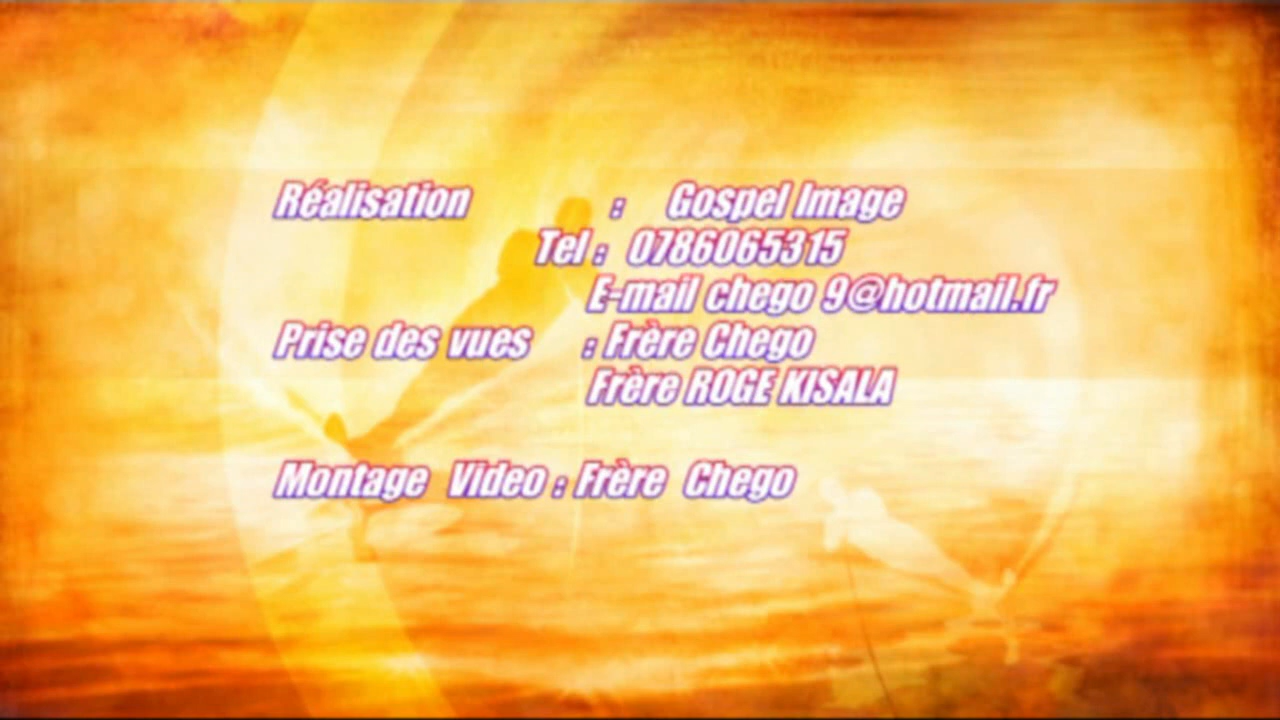 Réalisation : Gospel Image
Tel : 0786065315
E-mail chego 9@hotmail.fr
Prise des vues : Frère Chego
Frère ROGE KISALA
Montage Video : Frère Chego